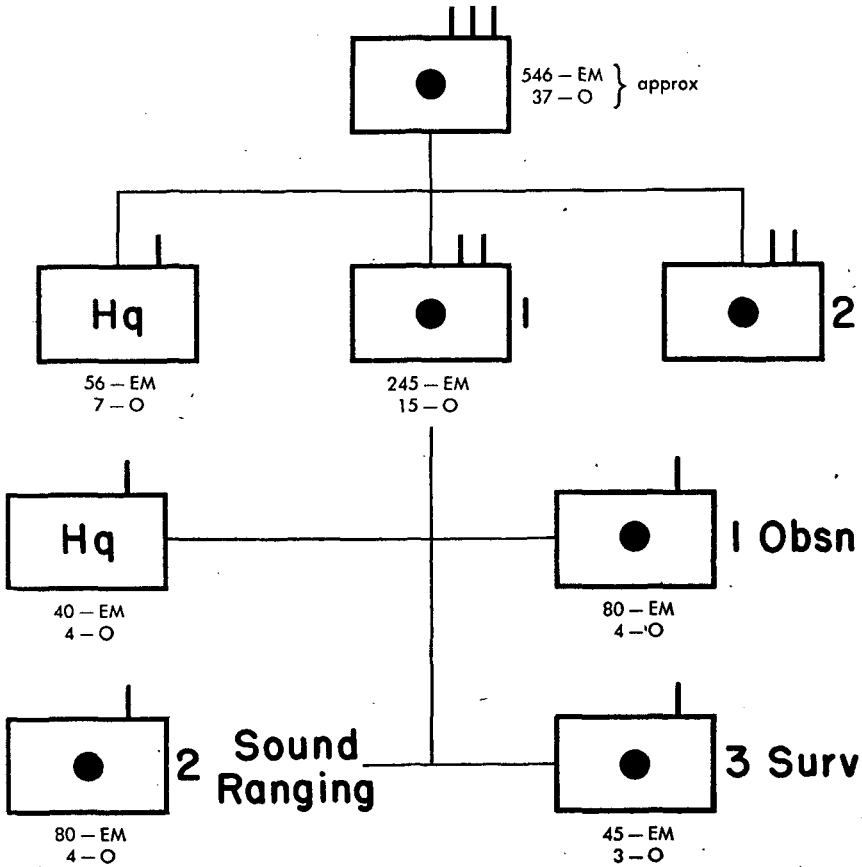 546 – EM
37 – O
} approx
Hq
1
2
56 – EM
7 – O
245 – EM
15 – O
Hq
1 Obsn
40 – EM
4 – O
80 – EM
4 – O
2 Sound
Ranging
3 Surv
80 – EM
4 – O
45 – EM
3 – O